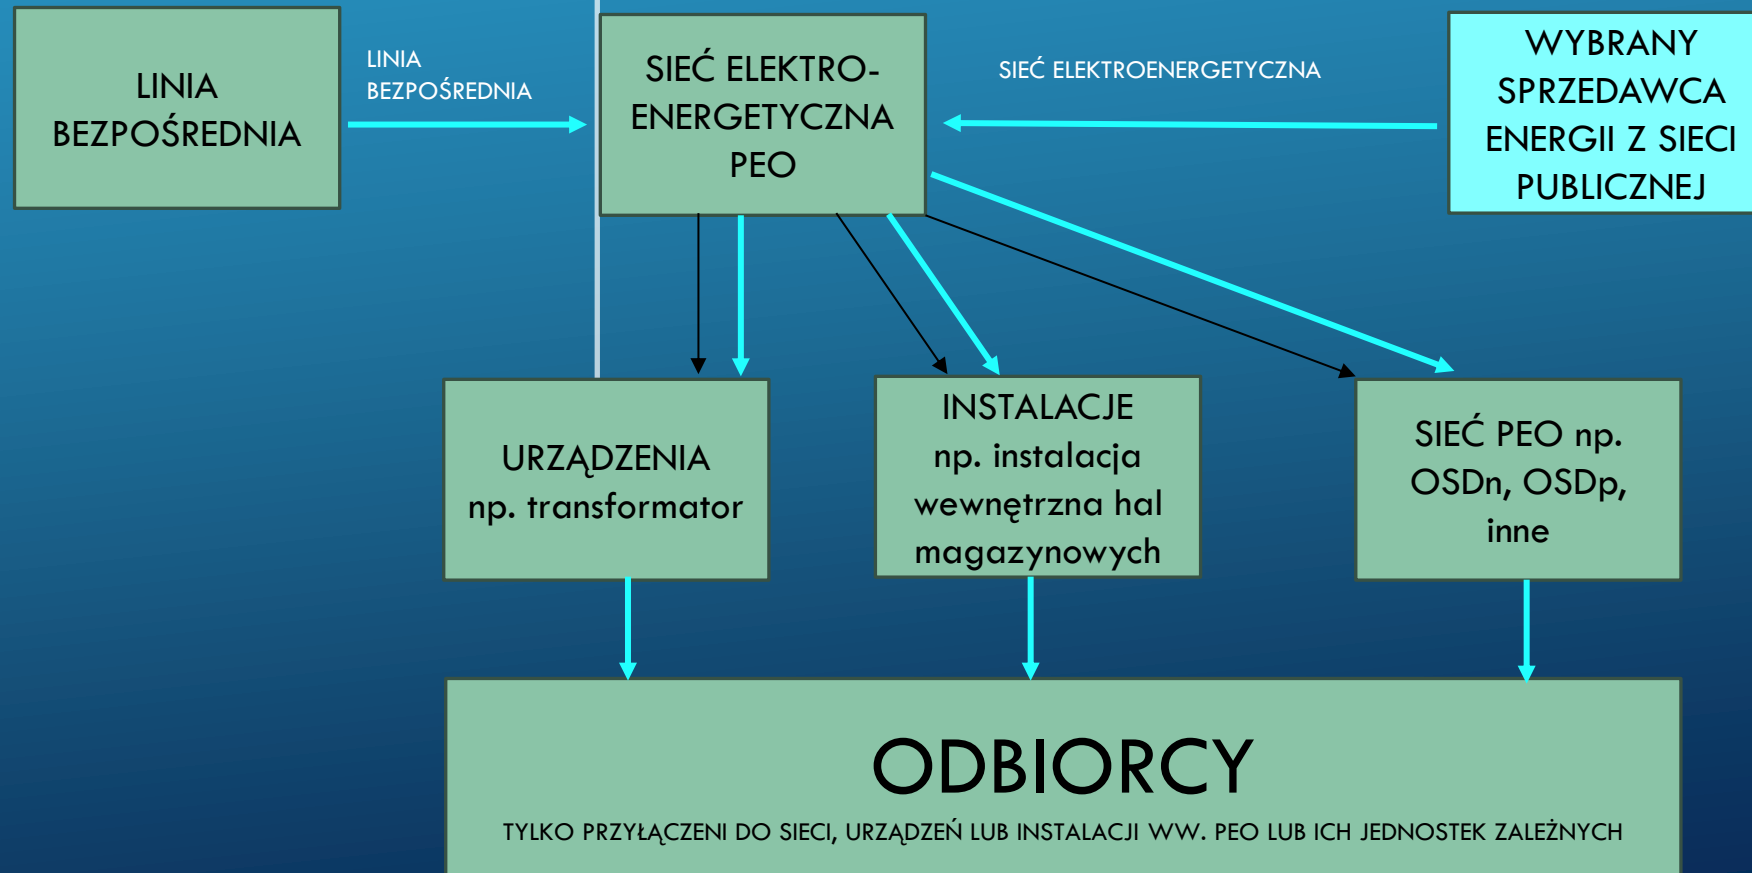 LINIA
BEZPOŚREDNIA
LINIA
BEZPOŚREDNIA
SIEĆ ELEKTRO-
ENERGETYCZNA
PEO
SIEĆ ELEKTROENERGETYCZNA
WYBRANY
SPRZEDAWCA
ENERGII Z SIECI
PUBLICZNEJ
URZĄDZENIA
np. transformator
INSTALACJE
np. instalacja
wewnętrzna hal
magazynowych
SIEĆ PEO np.
OSDn, OSDp,
inne
ODBIORCY
TYLKO PRZYŁĄCZENI DO SIECI, URZĄDZEŃ LUB INSTALACJI WW. PEO LUB ICH JEDNOSTEK ZALEŻNYCH